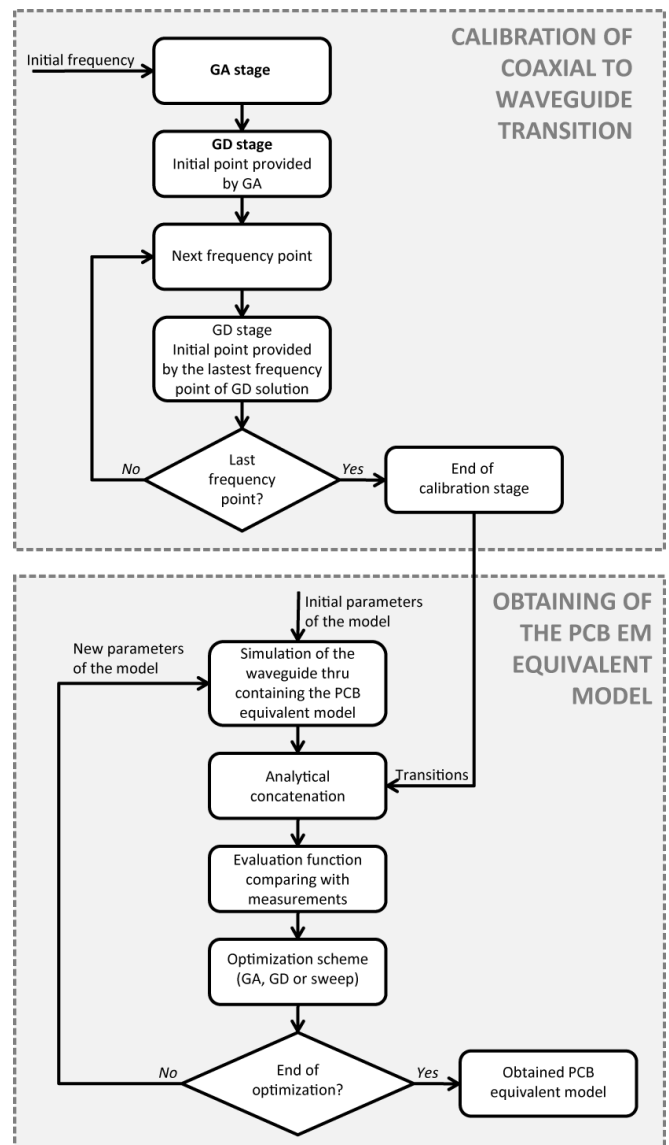 CALIBRATION OF
COAXIAL TO
WAVEGUIDE
TRANSITION
Initial frequency
GA stage
GD stage
Initial point provided
by GA
Next frequency point
GD stage
Initial point provided
by the lastest frequency
point of GD solution
No
Last
frequency
point?
Yes
End of
calibration stage
OBTAINING OF
THE PCB EM
EQUIVALENT
MODEL
Initial parameters
of the model
New parameters
of the model
Simulation of the
waveguide thru
containing the PCB
equivalent model
Analytical
concatenation
Transitions
Evaluation function
comparing with
measurements
Optimization scheme
(GA, GD or sweep)
No
End of
optimization?
Yes
Obtained PCB
equivalent model